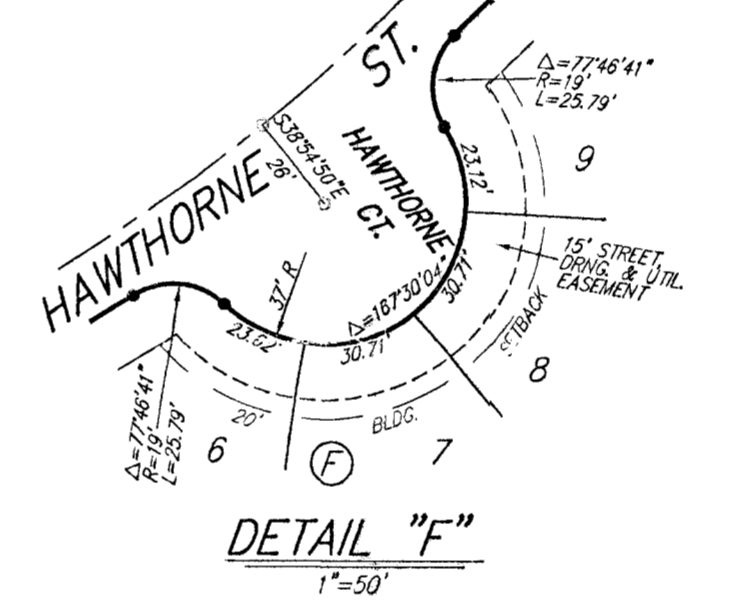 ST.
Δ=77°46'41"
R=19'
L=25.79'
S38°54'50"E
26'
HAWTHORNE
CT.
23.12'
9
HAWTHORNE
15' STREET,
DRNG. & UTIL.
EASEMENT
37' R
Δ=167°30'04"
30.71'
23.62'
30.71'
SETBACK
8
Δ=77°46'41"
R=19'
L=25.79'
20'
BLDG.
6
F
7
DETAIL "F"
1"=50'